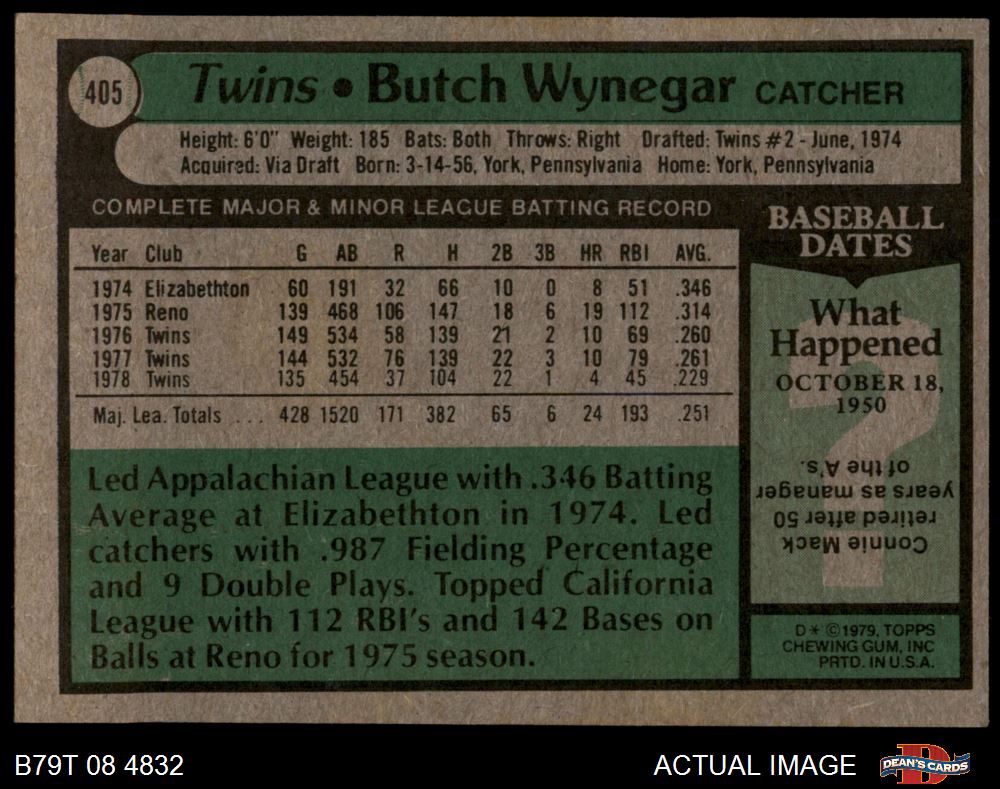 405
Twins • Butch Wynegar CATCHER
Height: 6'0" Weight: 185 Bats: Both Throws: Right Drafted: Twins #2 - June, 1974
Acquired: Via Draft Born: 3-14-56, York, Pennsylvania Home: York, Pennsylvania
COMPLETE MAJOR & MINOR LEAGUE BATTING RECORD
Year Club G AB R H 2B 3B HR RBI AVG.
1974 Elizabethton 60 191 32 66 10 0 8 51 .346
1975 Reno 139 468 106 147 18 6 19 112 .314
1976 Twins 149 534 58 139 21 2 10 69 .260
1977 Twins 144 532 76 139 22 3 10 79 .261
1978 Twins 135 454 37 104 22 1 4 45 .229
Maj. Lea. Totals . . . 428 1520 171 382 65 6 24 193 .251
Led Appalachian League with .346 Batting
Average at Elizabethton in 1974. Led
catchers with .987 Fielding Percentage
and 9 Double Plays. Topped California
League with 112 RBI's and 142 Bases on
Balls at Reno for 1975 season.
BASEBALL
DATES
What
Happened
OCTOBER 18,
1950
?
Connie Mack
retired after 50
years as manager
of the A's.
D * © 1979. TOPPS
CHEWING GUM, INC
PRTD. IN U.S.A.
B79T 08 4832
ACTUAL IMAGE
D
DEAN'S CARDS